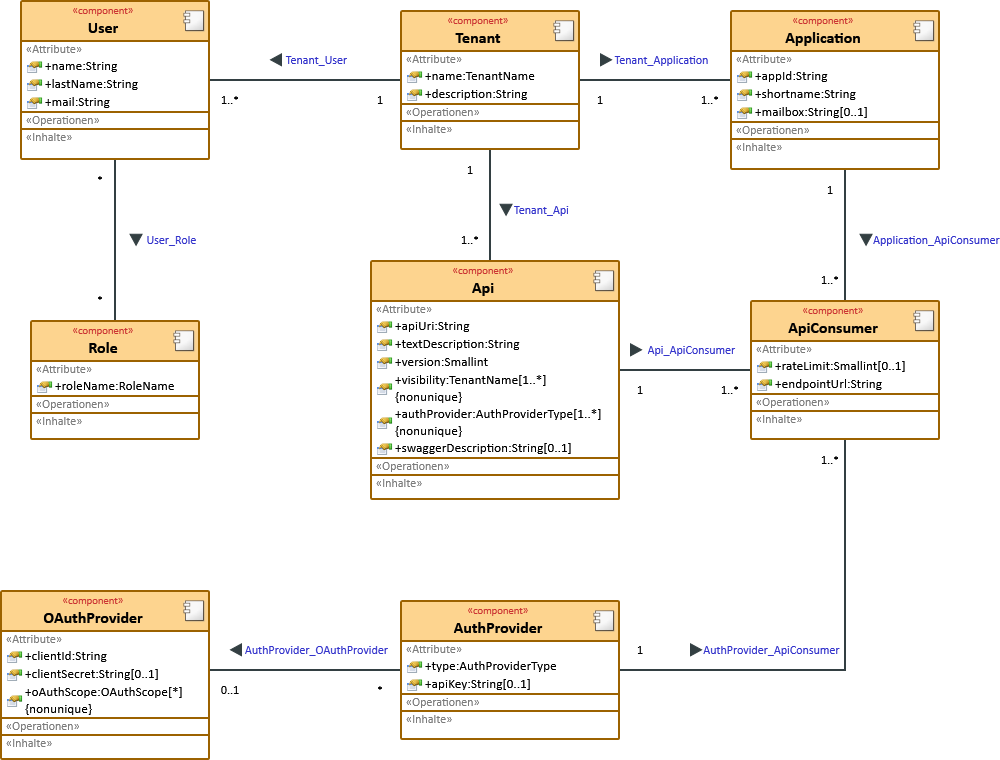 «component»
User
«Attribute»
+name:String
+lastName:String
+mail:String
«Operationen»
«Inhalte»
Tenant_User
1..*
1
«component»
Tenant
«Attribute»
+name:TenantName
+description:String
«Operationen»
«Inhalte»
Tenant_Application
1
1..*
«component»
Application
«Attribute»
+appId:String
+shortname:String
+mailbox:String[0..1]
«Operationen»
«Inhalte»
*
User_Role
*
1
Tenant_Api
1..*
1
Application_ApiConsumer
1..*
«component»
Role
«Attribute»
+roleName:RoleName
«Operationen»
«Inhalte»
«component»
Api
«Attribute»
+apiUri:String
+textDescription:String
+version:Smallint
+visibility:TenantName[1..*]
{nonunique}
+authProvider:AuthProviderType[1..*]
{nonunique}
+swaggerDescription:String[0..1]
«Operationen»
«Inhalte»
Api_ApiConsumer
1
1..*
«component»
ApiConsumer
«Attribute»
+rateLimit:Smallint[0..1]
+endpointUrl:String
«Operationen»
«Inhalte»
1..*
«component»
OAuthProvider
«Attribute»
+clientId:String
+clientSecret:String[0..1]
+oAuthScope:OAuthScope[*]
{nonunique}
«Operationen»
«Inhalte»
AuthProvider_OAuthProvider
0..1
*
«component»
AuthProvider
«Attribute»
+type:AuthProviderType
+apiKey:String[0..1]
«Operationen»
«Inhalte»
1
AuthProvider_ApiConsumer